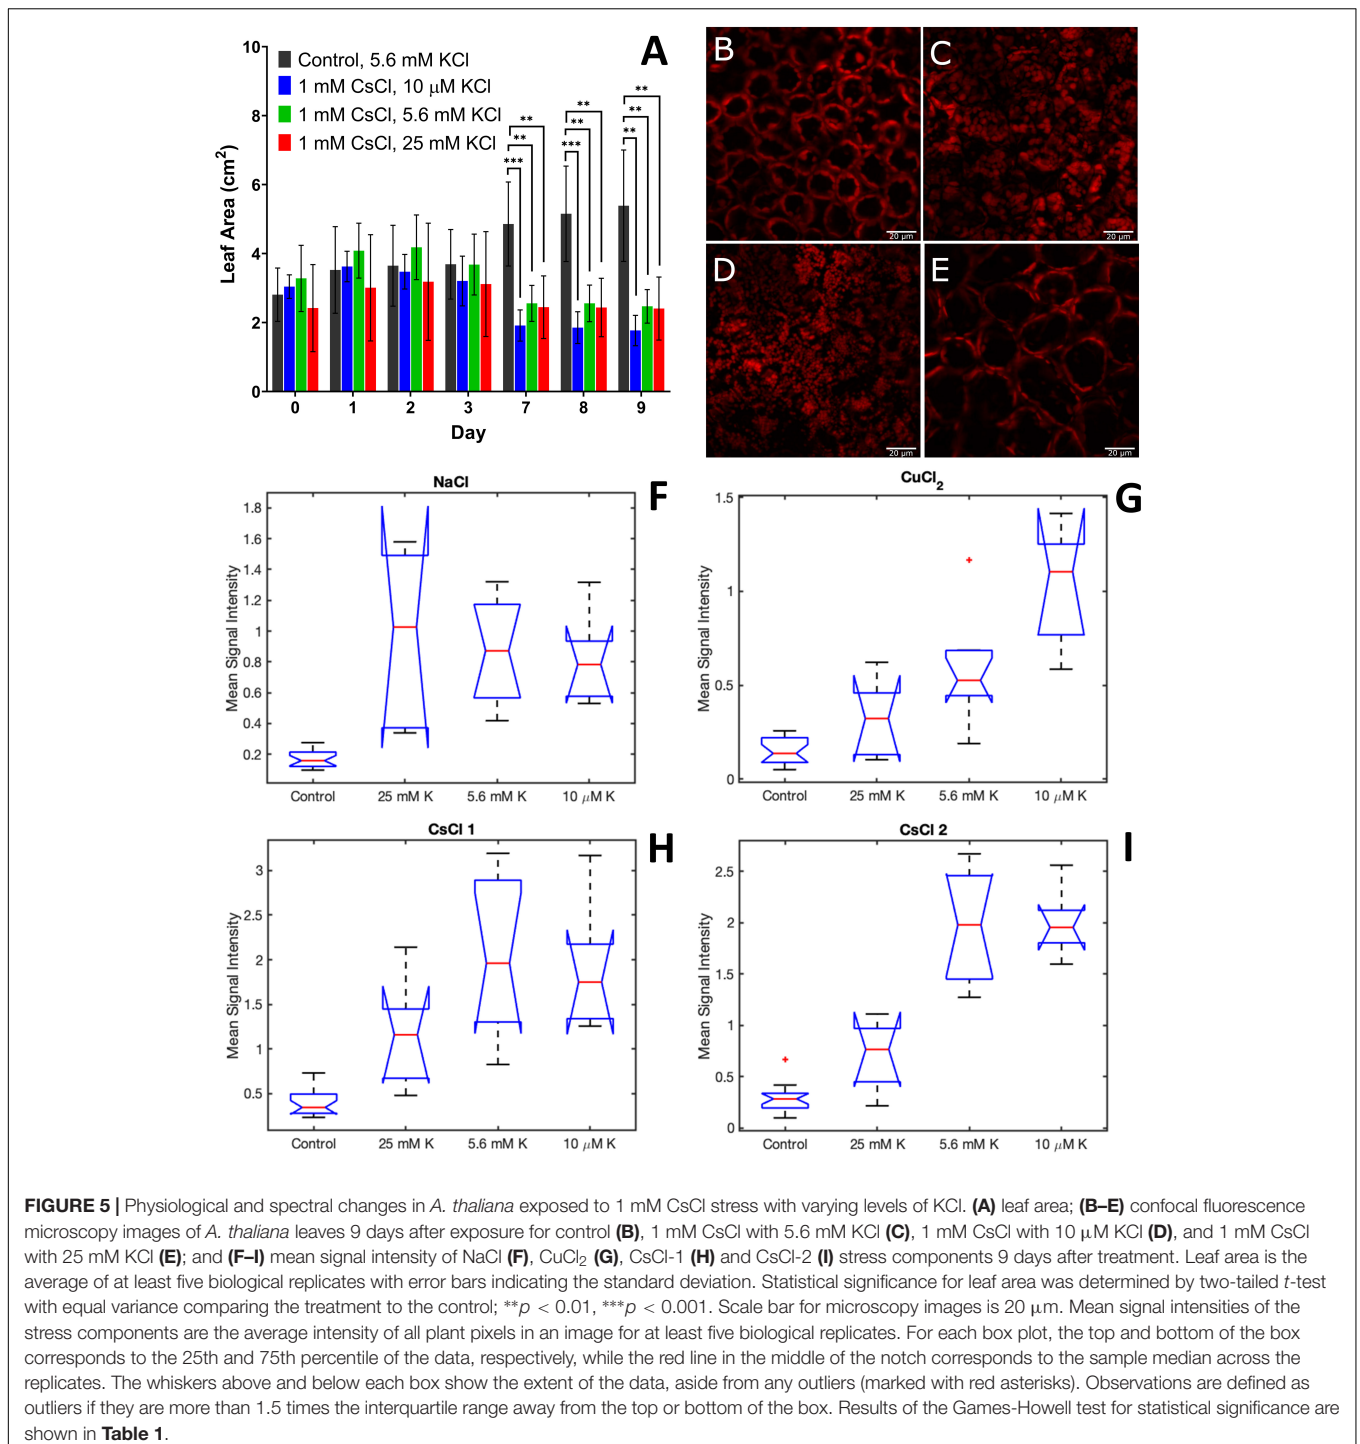 A
Control, 5.6 mM KCl
1 mM CsCl, 10 μM KCl
1 mM CsCl, 5.6 mM KCl
1 mM CsCl, 25 mM KCl
Leaf Area (cm²)
10
8
6
4
2
0
*** ** **
*** ** **
** ** **
0 1 2 3 7 8 9
Day
B
20 μm
C
20 μm
D
20 μm
E
20 μm
NaCl
F
Mean Signal Intensity
1.8
1.6
1.4
1.2
1
0.8
0.6
0.4
0.2
Control 25 mM K 5.6 mM K 10 μM K
CuCl₂
G
Mean Signal Intensity
1.5
1
0.5
0
Control 25 mM K 5.6 mM K 10 μM K
CsCl 1
H
Mean Signal Intensity
3
2.5
2
1.5
1
0.5
Control 25 mM K 5.6 mM K 10 μM K
CsCl 2
I
Mean Signal Intensity
2.5
2
1.5
1
0.5
0
Control 25 mM K 5.6 mM K 10 μM K
FIGURE 5 | Physiological and spectral changes in A. thaliana exposed to 1 mM CsCl stress with varying levels of KCl. (A) leaf area; (B–E) confocal fluorescence
microscopy images of A. thaliana leaves 9 days after exposure for control (B), 1 mM CsCl with 5.6 mM KCl (C), 1 mM CsCl with 10 μM KCl (D), and 1 mM CsCl
with 25 mM KCl (E); and (F–I) mean signal intensity of NaCl (F), CuCl₂ (G), CsCl-1 (H) and CsCl-2 (I) stress components 9 days after treatment. Leaf area is the
average of at least five biological replicates with error bars indicating the standard deviation. Statistical significance for leaf area was determined by two-tailed t-test
with equal variance comparing the treatment to the control; **p < 0.01, ***p < 0.001. Scale bar for microscopy images is 20 μm. Mean signal intensities of the
stress components are the average intensity of all plant pixels in an image for at least five biological replicates. For each box plot, the top and bottom of the box
corresponds to the 25th and 75th percentile of the data, respectively, while the red line in the middle of the notch corresponds to the sample median across the
replicates. The whiskers above and below each box show the extent of the data, aside from any outliers (marked with red asterisks). Observations are defined as
outliers if they are more than 1.5 times the interquartile range away from the top or bottom of the box. Results of the Games-Howell test for statistical significance are
shown in Table 1.